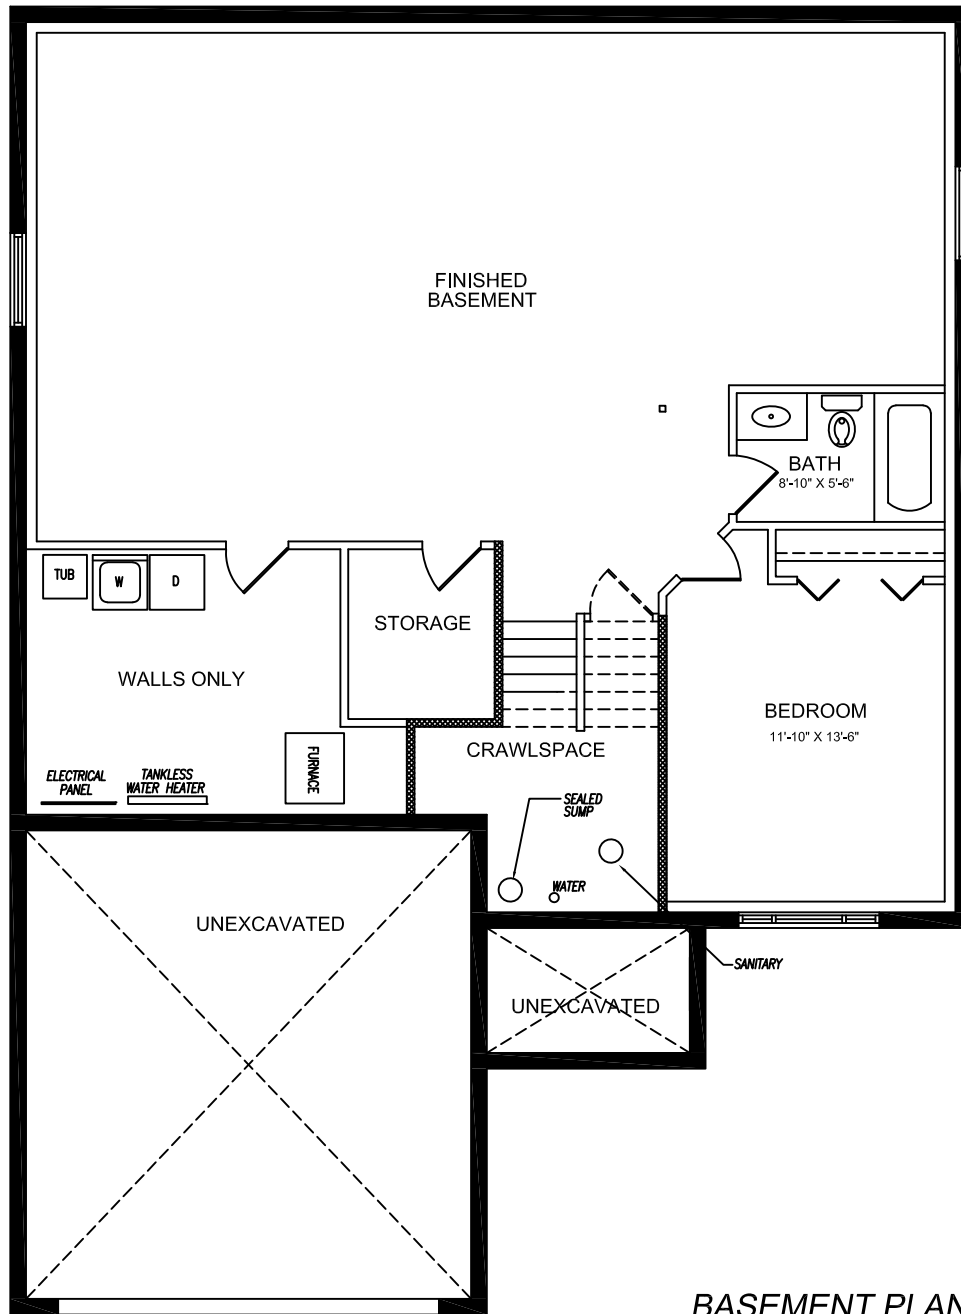 FINISHED
BASEMENT
BATH
8'-10" X 5'-6"
TUB
W
D
STORAGE
WALLS ONLY
BEDROOM
11'-10" X 13'-6"
CRAWLSPACE
FURNACE
ELECTRICAL
PANEL
TANKLESS
WATER HEATER
SEALED
SUMP
WATER
UNEXCAVATED
SANITARY
UNEXCAVATED
BASEMENT PLAN